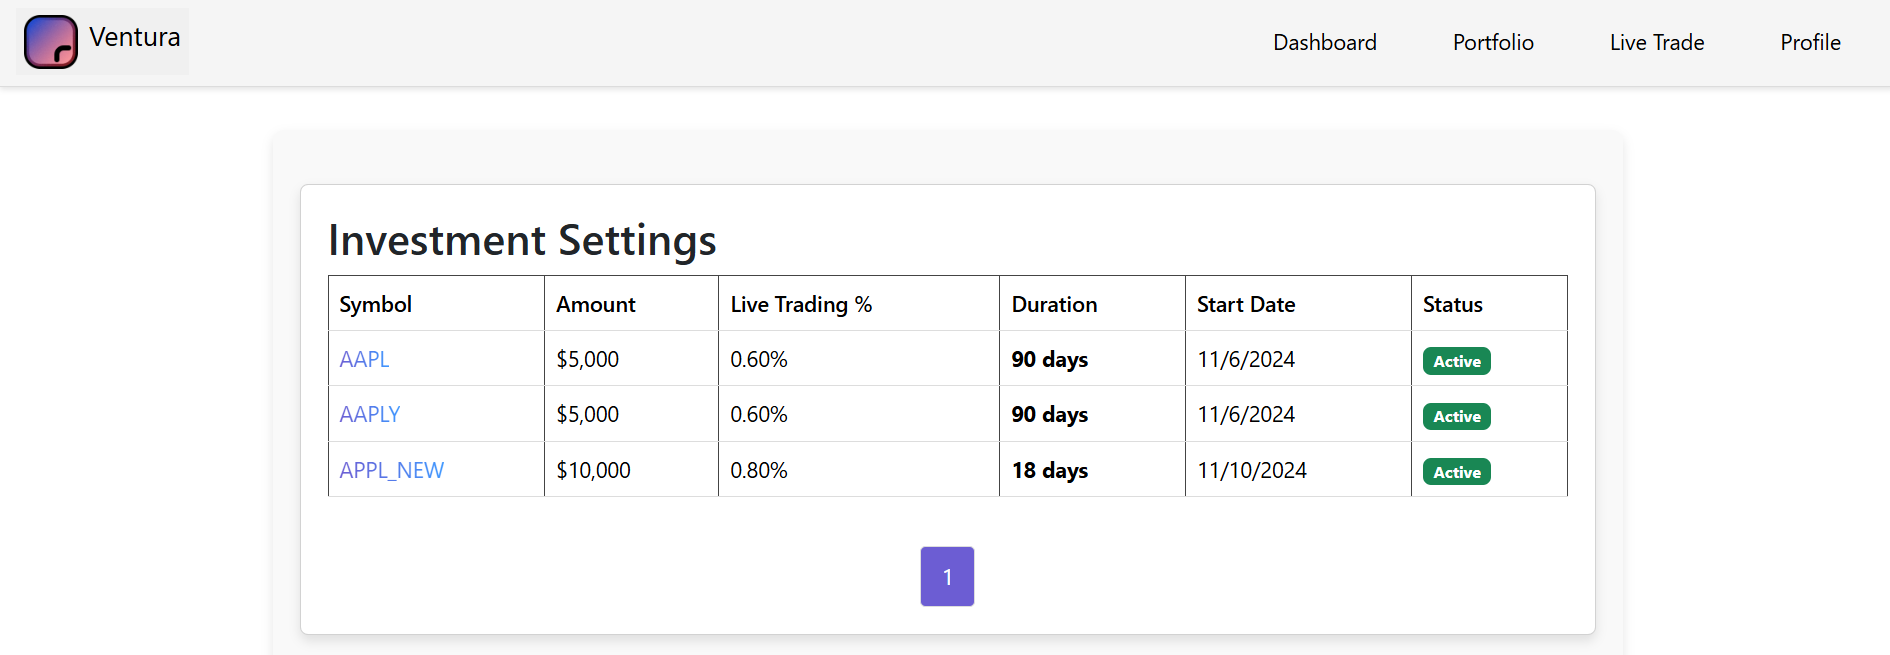 Ventura
Dashboard Portfolio Live Trade Profile
Investment Settings
Symbol Amount Live Trading % Duration Start Date Status
AAPL $5,000 0.60% 90 days 11/6/2024 Active
AAPLY $5,000 0.60% 90 days 11/6/2024 Active
APPL_NEW $10,000 0.80% 18 days 11/10/2024 Active
1